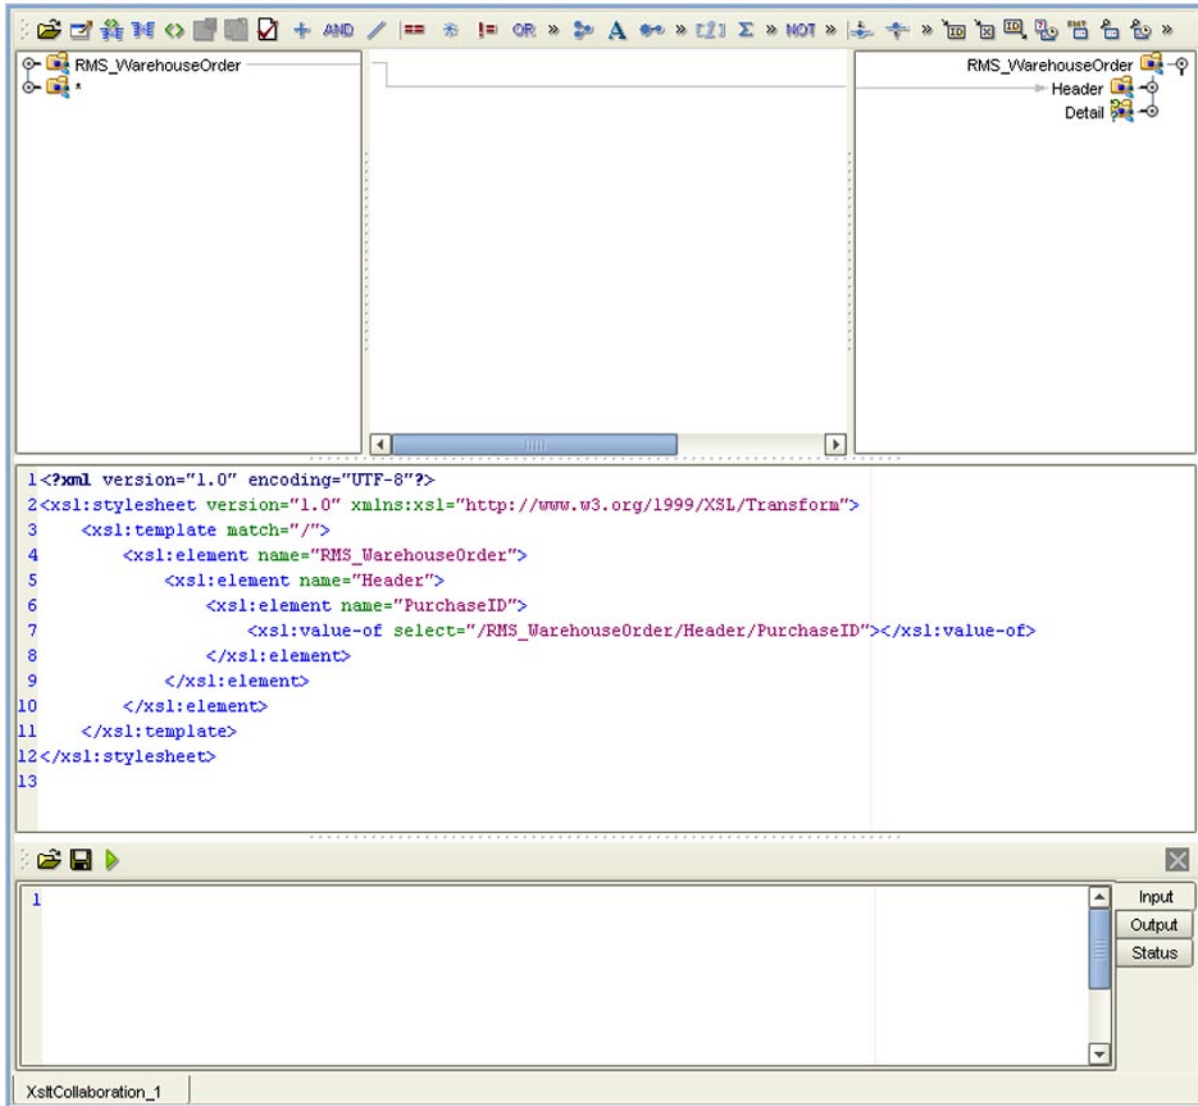 AND == != OR » A » Σ » NOT » » ID ID »
RMS_WarehouseOrder
*
RMS_WarehouseOrder
Header
Detail
1<?xml version="1.0" encoding="UTF-8"?>
2<xsl:stylesheet version="1.0" xmlns:xsl="http://www.w3.org/1999/XSL/Transform">
3    <xsl:template match="/">
4        <xsl:element name="RMS_WarehouseOrder">
5            <xsl:element name="Header">
6                <xsl:element name="PurchaseID">
7                    <xsl:value-of select="/RMS_WarehouseOrder/Header/PurchaseID"></xsl:value-of>
8                </xsl:element>
9            </xsl:element>
10        </xsl:element>
11    </xsl:template>
12</xsl:stylesheet>
13
1
Input
Output
Status
XsltCollaboration_1